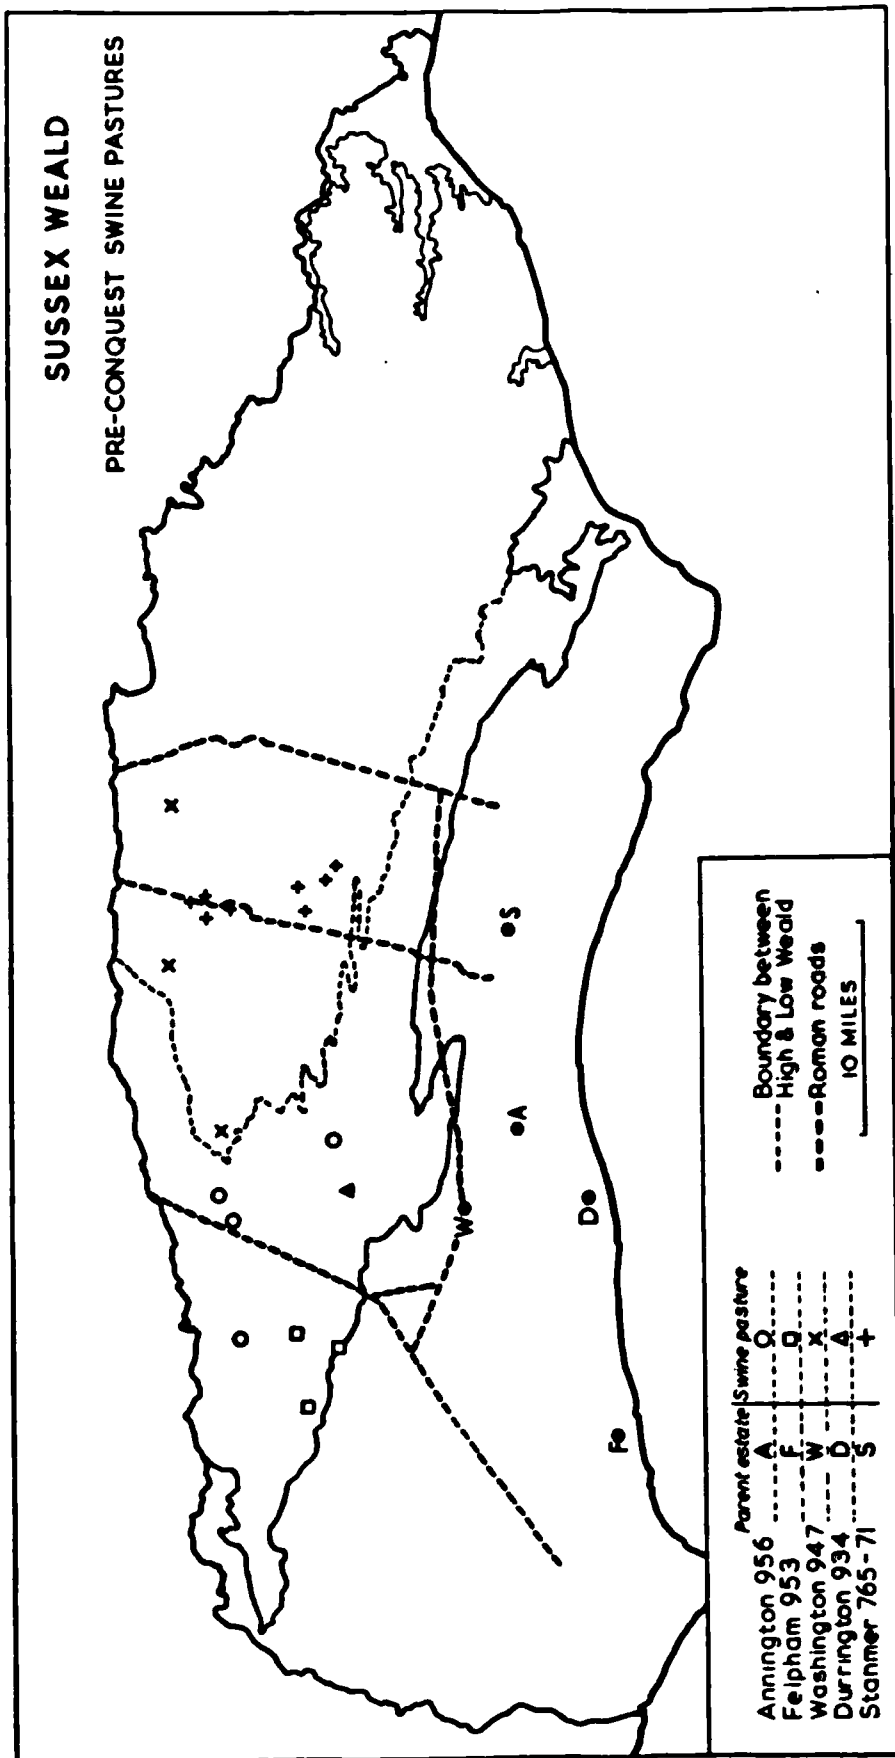 SUSSEX WEALD
PRE-CONQUEST SWINE PASTURES
S
A
W
D
F
Parent estate Swine pasture
Annington 956 A O
Felpham 953 F □
Washington 947 W x
Durrington 934 D Δ
Stanmer 765-71 S +
Boundary between
High & Low Weald
Roman roads
10 MILES